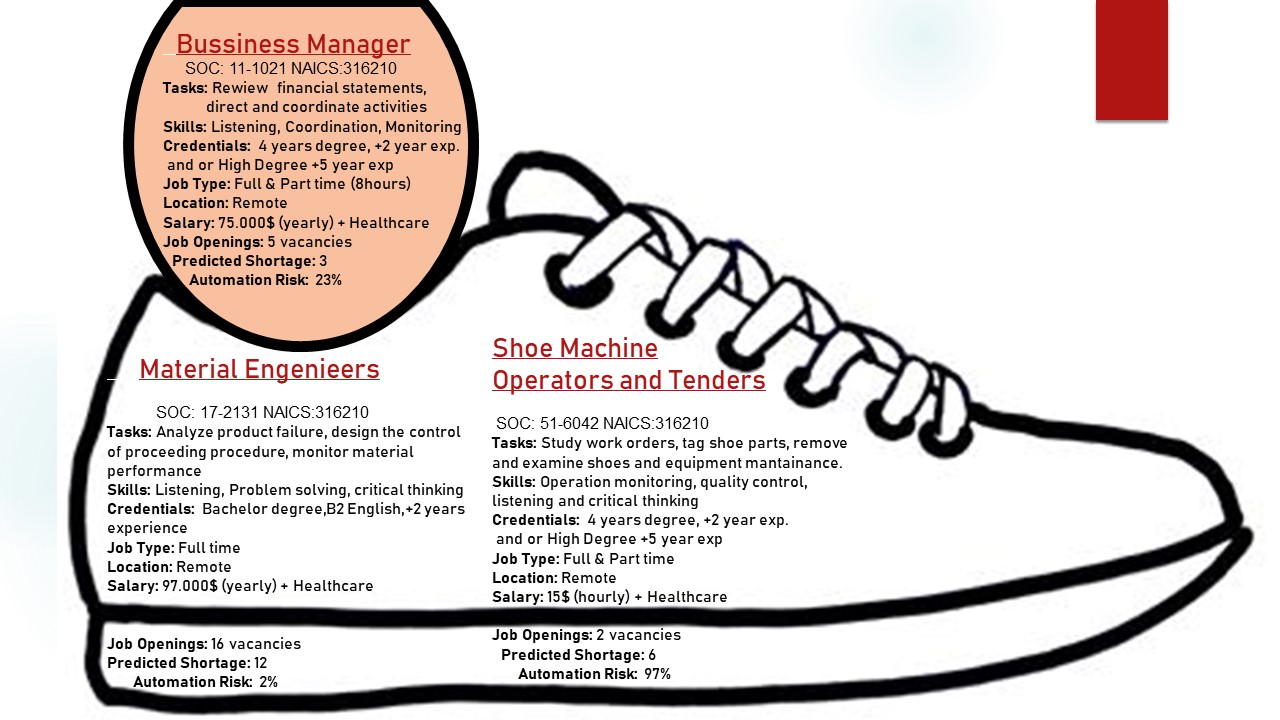 Bussiness Manager
SOC: 11-1021 NAICS:316210
Tasks: Rewiew financial statements,
direct and coordinate activities
Skills: Listening, Coordination, Monitoring
Credentials: 4 years degree, +2 year exp.
and or High Degree +5 year exp
Job Type: Full & Part time (8hours)
Location: Remote
Salary: 75.000$ (yearly) + Healthcare
Job Openings: 5 vacancies
Predicted Shortage: 3
Automation Risk: 23%
Material Engenieers
SOC: 17-2131 NAICS:316210
Tasks: Analyze product failure, design the control
of proceeding procedure, monitor material
performance
Skills: Listening, Problem solving, critical thinking
Credentials: Bachelor degree,B2 English,+2 years
experience
Job Type: Full time
Location: Remote
Salary: 97.000$ (yearly) + Healthcare
Job Openings: 16 vacancies
Predicted Shortage: 12
Automation Risk: 2%
Shoe Machine
Operators and Tenders
SOC: 51-6042 NAICS:316210
Tasks: Study work orders, tag shoe parts, remove
and examine shoes and equipment mantainance.
Skills: Operation monitoring, quality control,
listening and critical thinking
Credentials: 4 years degree, +2 year exp.
and or High Degree +5 year exp
Job Type: Full & Part time
Location: Remote
Salary: 15$ (hourly) + Healthcare
Job Openings: 2 vacancies
Predicted Shortage: 6
Automation Risk: 97%